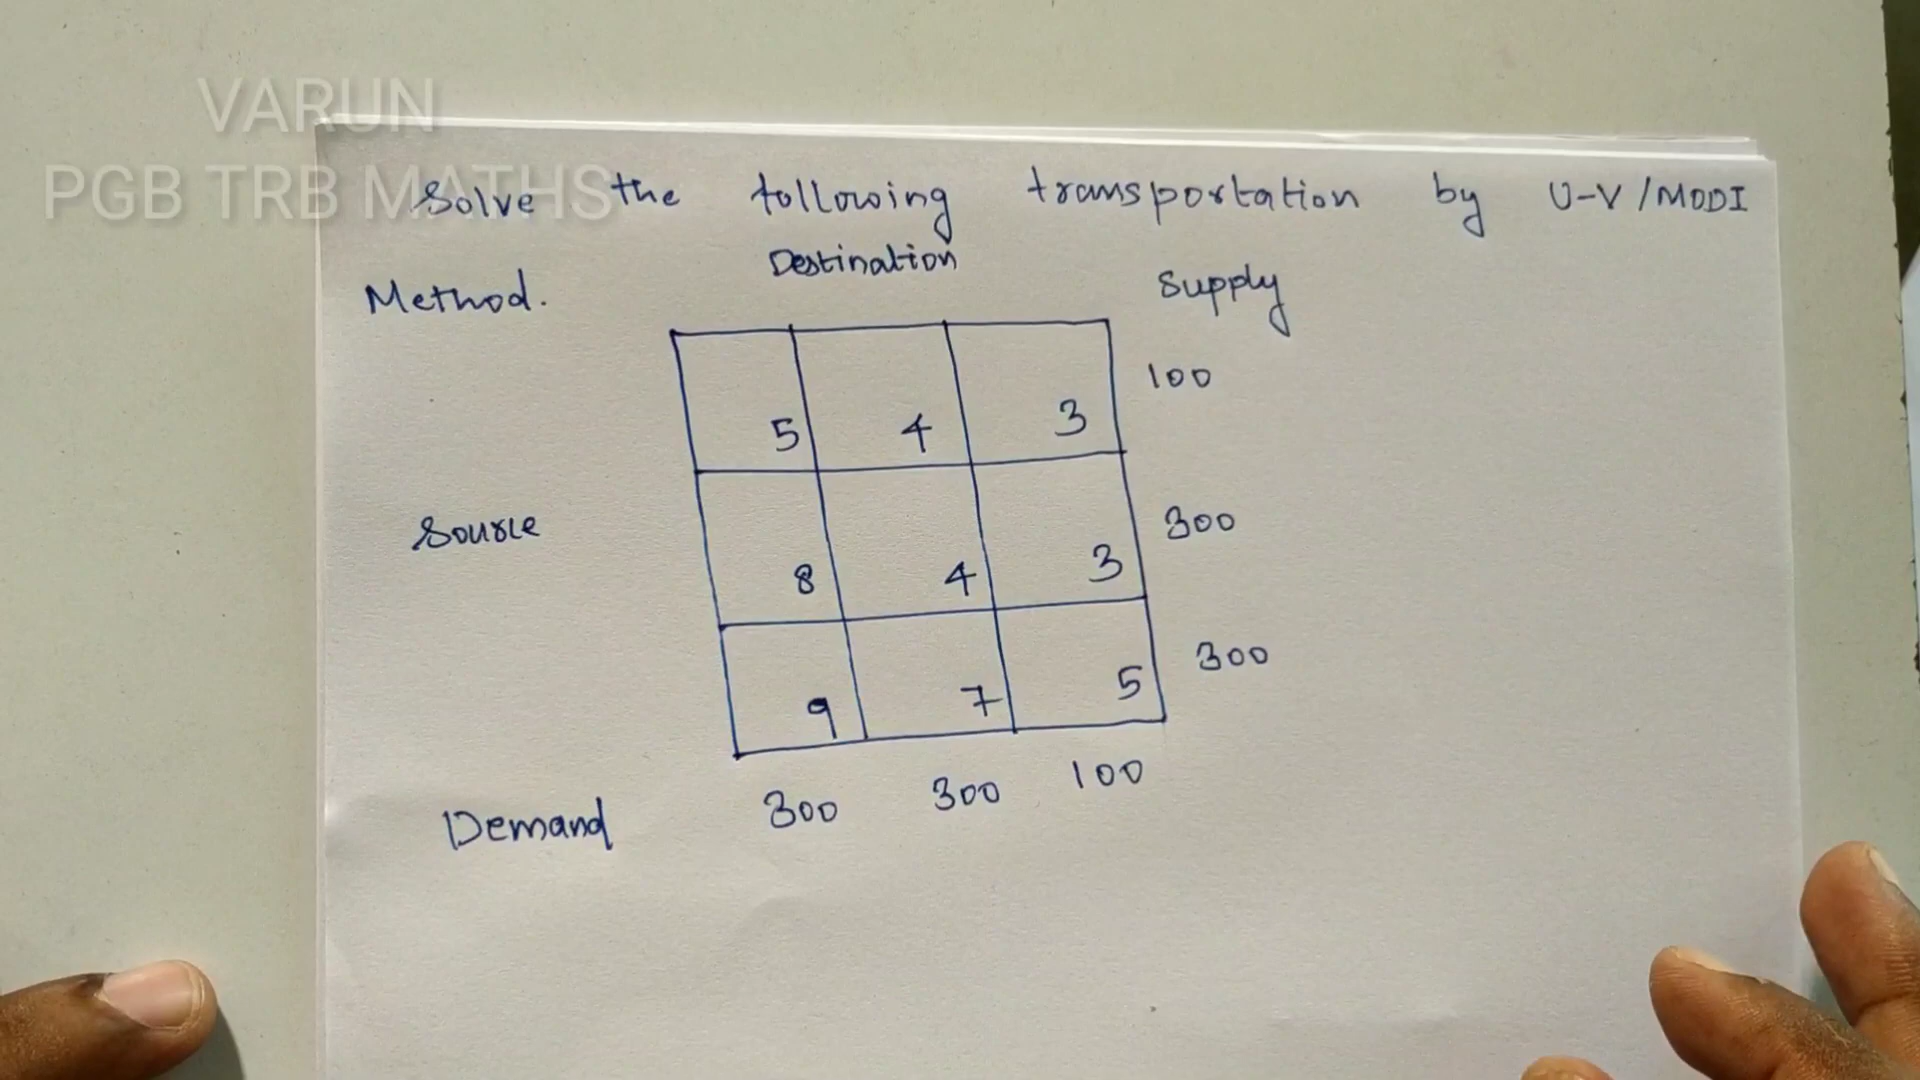 VARUN
PGB TRB MATHS
Solve the following transportation by U-V/MODI
Method.
Destination
Supply
5 4 3 100
Source
8 4 3 300
9 7 5 300
Demand 300 300 100